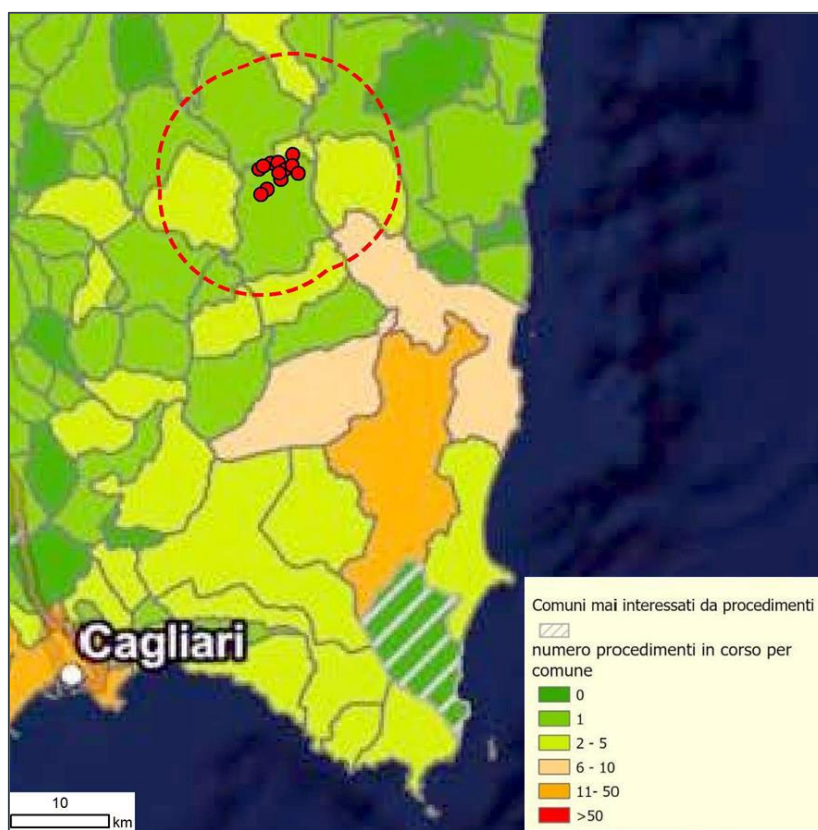 Cagliari
10
km
Comuni mai interessati da procedimenti
numero procedimenti in corso per
comune
0
1
2 - 5
6 - 10
11- 50
>50